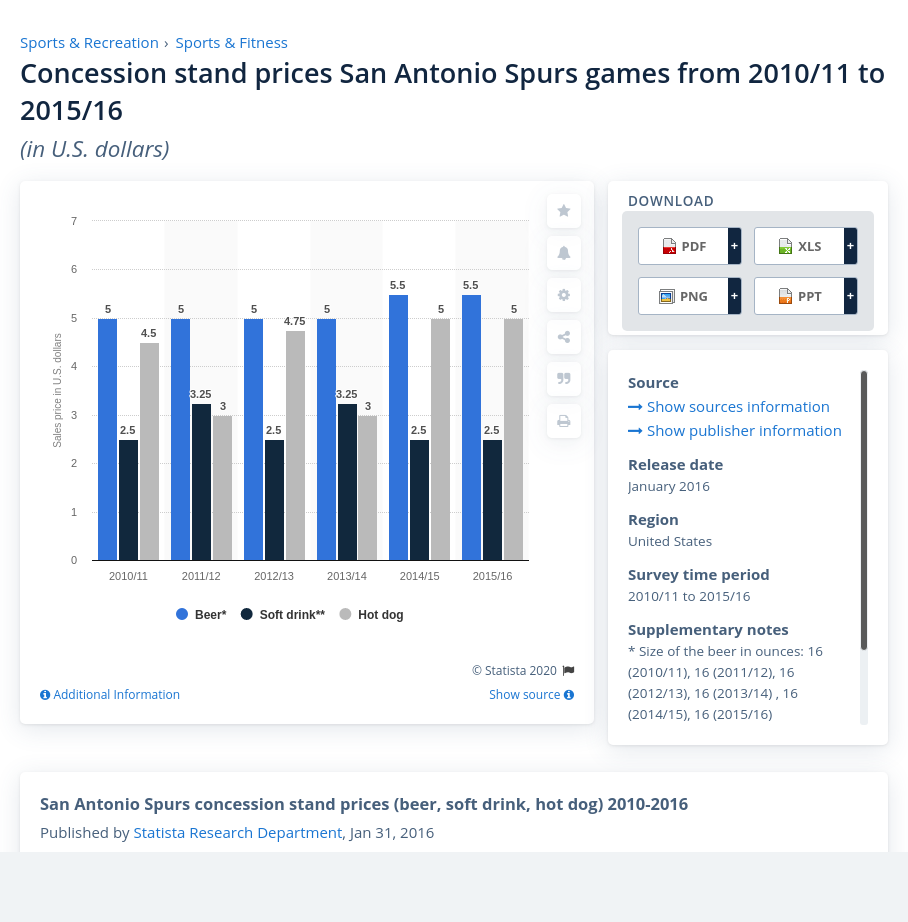 Sports & Recreation › Sports & Fitness
Concession stand prices San Antonio Spurs games from 2010/11 to
2015/16
(in U.S. dollars)
7
6
5
4
3
2
1
0
Sales price in U.S. dollars
5 2.5 4.5
5 3.25 3
5 2.5 4.75
5 3.25 3
5.5 2.5 5
5.5 2.5 5
2010/11 2011/12 2012/13 2013/14 2014/15 2015/16
Beer* Soft drink** Hot dog
© Statista 2020
Additional Information Show source
DOWNLOAD
PDF + XLS +
PNG + PPT +
Source
Show sources information
Show publisher information
Release date
January 2016
Region
United States
Survey time period
2010/11 to 2015/16
Supplementary notes
* Size of the beer in ounces: 16
(2010/11), 16 (2011/12), 16
(2012/13), 16 (2013/14) , 16
(2014/15), 16 (2015/16)
San Antonio Spurs concession stand prices (beer, soft drink, hot dog) 2010-2016
Published by Statista Research Department, Jan 31, 2016